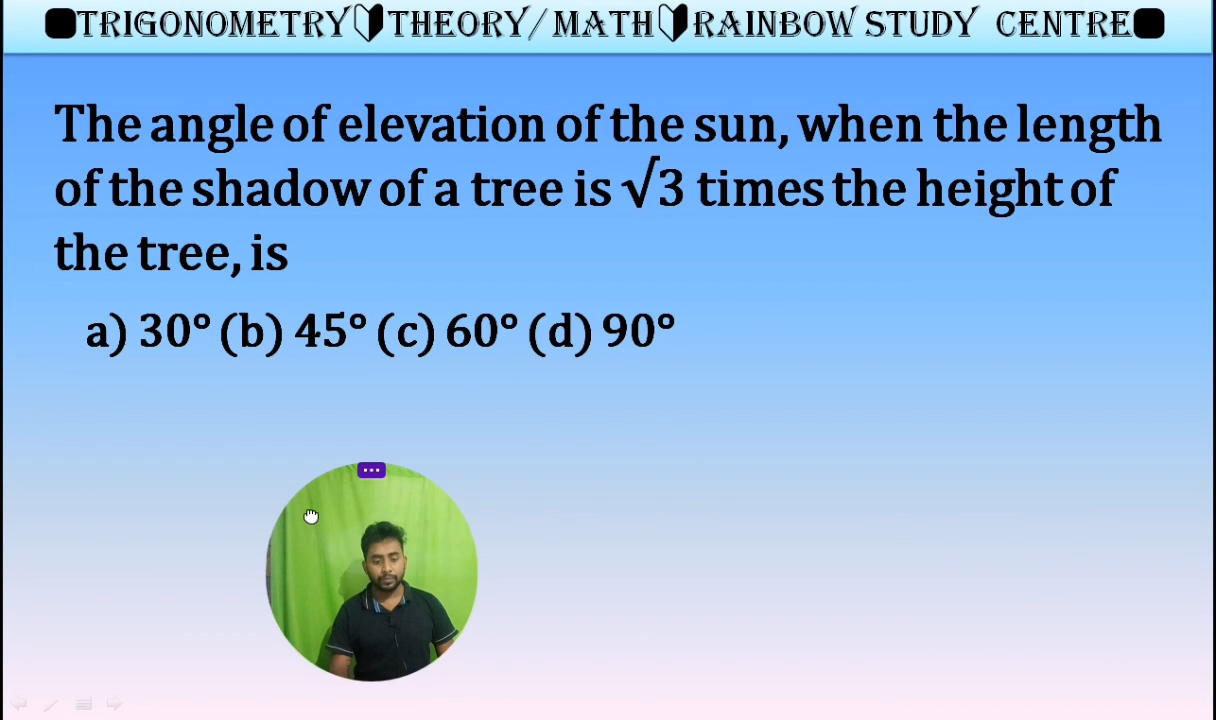 TRIGONOMETRY THEORY/ MATH RAINBOW STUDY CENTRE
The angle of elevation of the sun, when the length
of the shadow of a tree is √3 times the height of
the tree, is
a) 30° (b) 45° (c) 60° (d) 90°